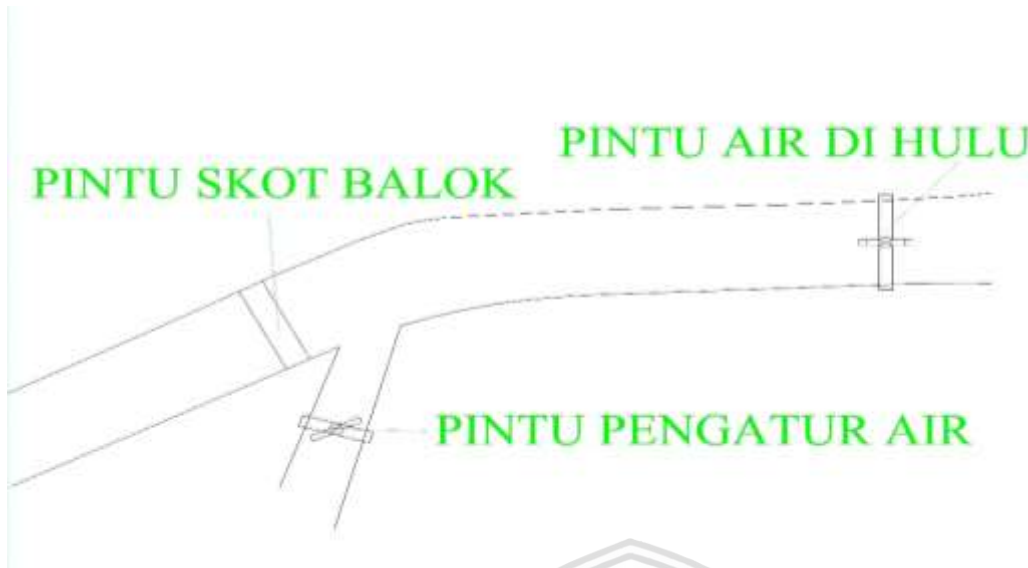 PINTU AIR DI HULU
PINTU SKOT BALOK
PINTU PENGATUR AIR